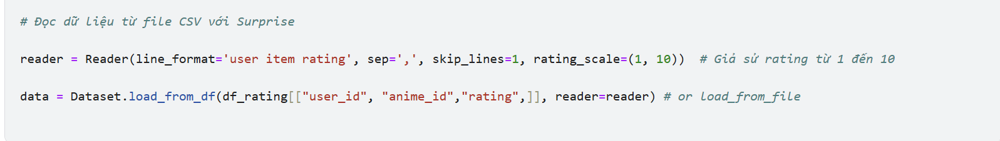 # Đọc dữ liệu từ file CSV với Surprise
reader = Reader(line_format='user item rating', sep=',', skip_lines=1, rating_scale=(1, 10))  # Giả sử rating từ 1 đến 10
data = Dataset.load_from_df(df_rating[["user_id", "anime_id","rating",]], reader=reader) # or load_from_file